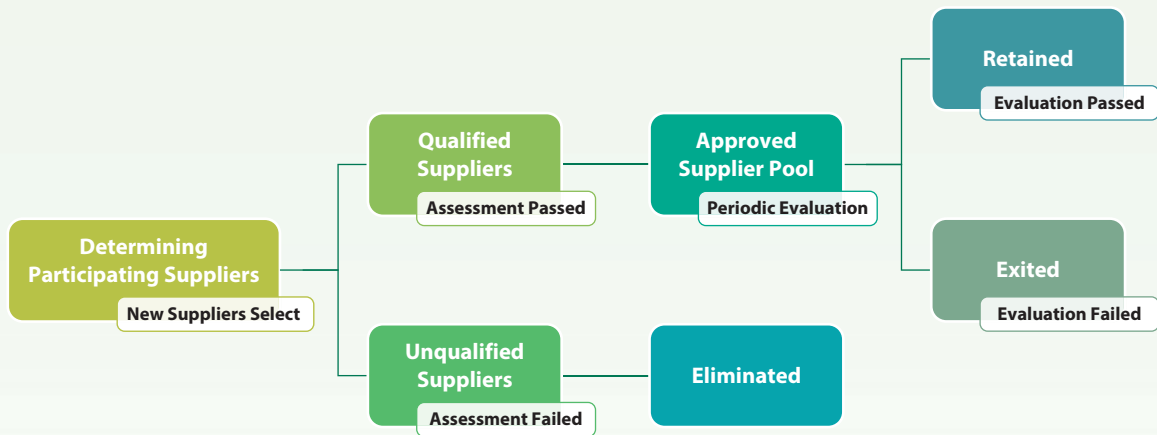 Determining
Participating Suppliers
New Suppliers Select
Qualified
Suppliers
Assessment Passed
Unqualified
Suppliers
Assessment Failed
Approved
Supplier Pool
Periodic Evaluation
Eliminated
Retained
Evaluation Passed
Exited
Evaluation Failed